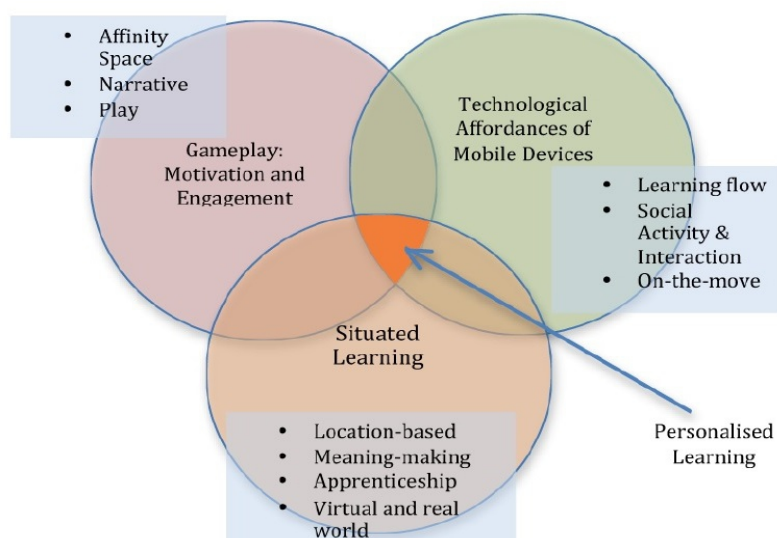 • Affinity
Space
• Narrative
• Play
Gameplay:
Motivation and
Engagement
Technological
Affordances of
Mobile Devices
• Learning flow
• Social
Activity &
Interaction
• On-the-move
Situated
Learning
• Location-based
• Meaning-making
• Apprenticeship
• Virtual and real
world
Personalised
Learning